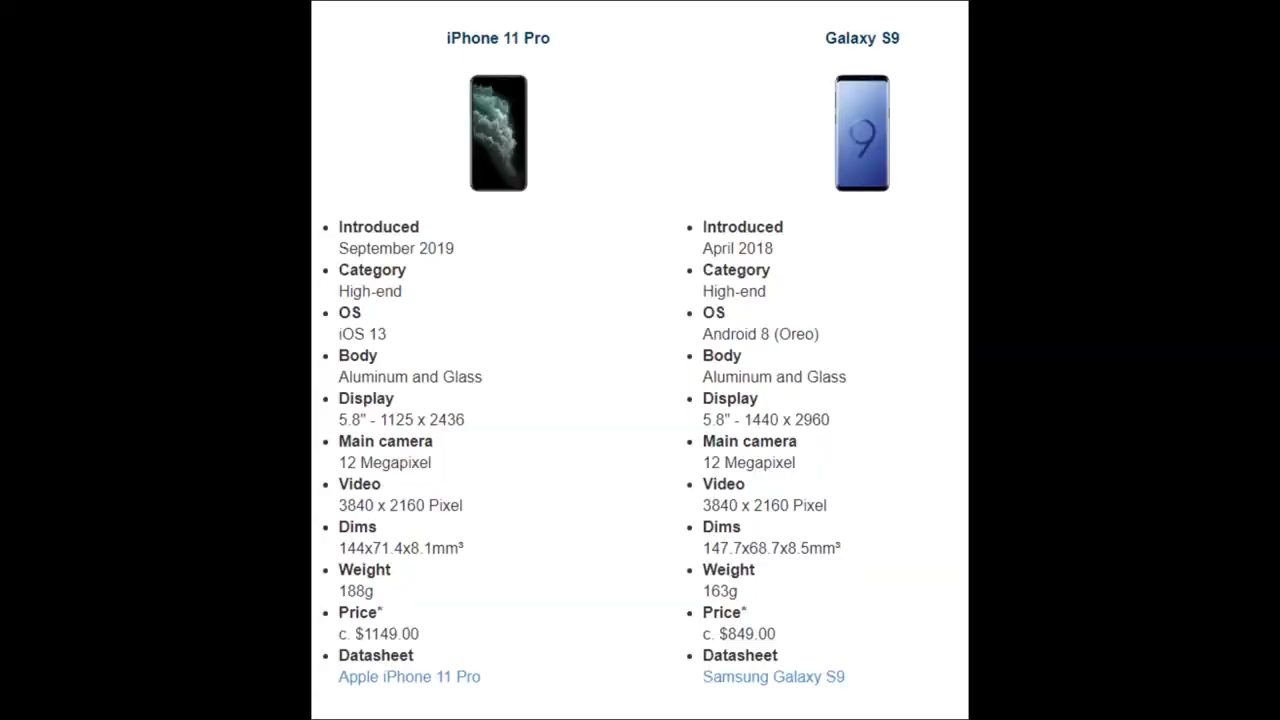 iPhone 11 Pro
Galaxy S9
9
Introduced
September 2019
Category
High-end
OS
iOS 13
Body
Aluminum and Glass
Display
5.8" - 1125 x 2436
Main camera
12 Megapixel
Video
3840 x 2160 Pixel
Dims
144x71.4x8.1mm³
Weight
188g
Price*
c. $1149.00
Datasheet
Apple iPhone 11 Pro
Introduced
April 2018
Category
High-end
OS
Android 8 (Oreo)
Body
Aluminum and Glass
Display
5.8" - 1440 x 2960
Main camera
12 Megapixel
Video
3840 x 2160 Pixel
Dims
147.7x68.7x8.5mm³
Weight
163g
Price*
c. $849.00
Datasheet
Samsung Galaxy S9